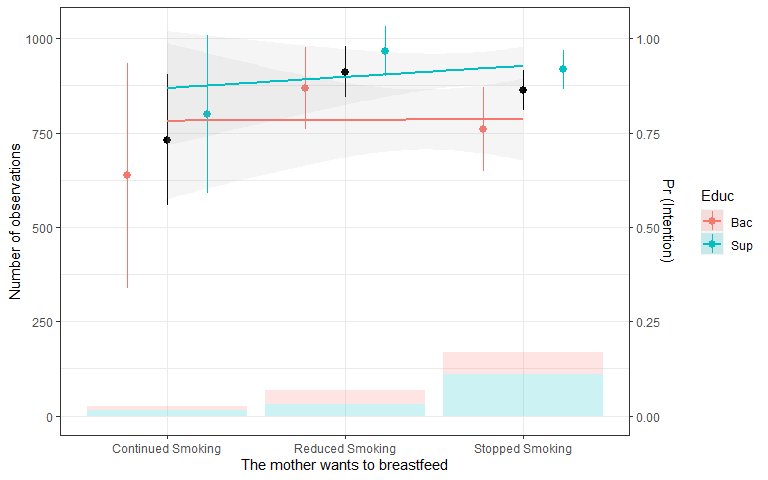 1000
750
500
250
0
Number of observations
1.00
0.75
0.50
0.25
0.00
Pr (Intention)
Continued Smoking
Reduced Smoking
Stopped Smoking
The mother wants to breastfeed
Educ
Bac
Sup